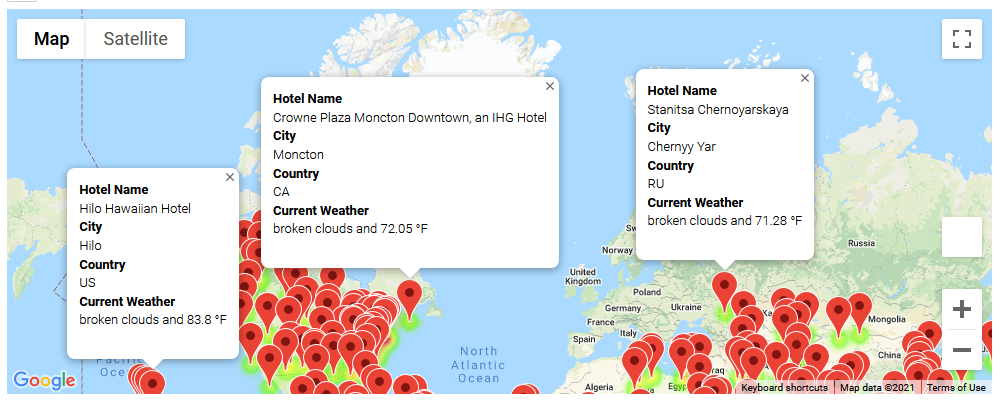 Map
Satellite
Hotel Name
Crowne Plaza Moncton Downtown, an IHG Hotel
City
Moncton
Country
CA
Current Weather
broken clouds and 72.05 °F
Hotel Name
Stanitsa Chernoyarskaya
City
Chernyy Yar
Country
RU
Current Weather
broken clouds and 71.28 °F
Hotel Name
Hilo Hawaiian Hotel
City
Hilo
Country
US
Current Weather
broken clouds and 83.8 °F
Norway
Russia
United
Kingdom
Poland
Germany
Ukraine
France
Italy
Spain
Mongolia
China
North
Atlantic
Ocean
Algeria
Google
Keyboard shortcuts
Map data ©2021
Terms of Use